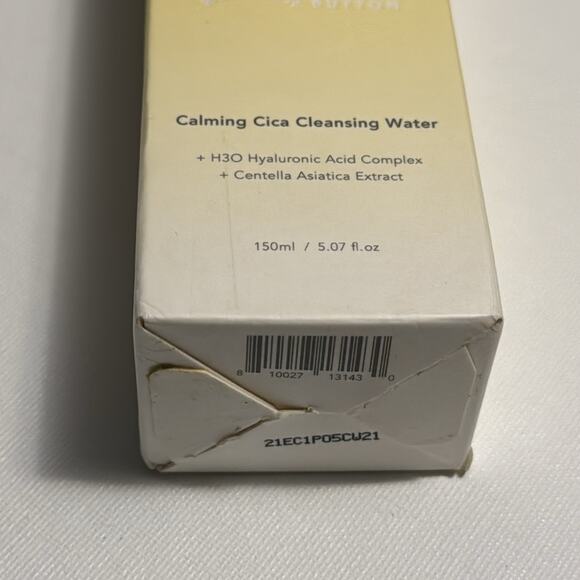 BUTTON
Calming Cica Cleansing Water
+ H3O Hyaluronic Acid Complex
+ Centella Asiatica Extract
150ml / 5.07 fl.oz
8 10027 13143 0
21EC1P05CW21